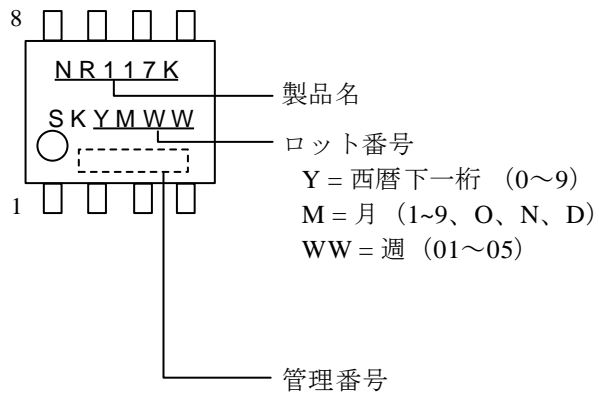 8
NR117K
SKYMWW
1
製品名
ロット番号
Y = 西暦下一桁 （0～9）
M = 月（1~9、O、N、D）
WW = 週（01～05）
管理番号